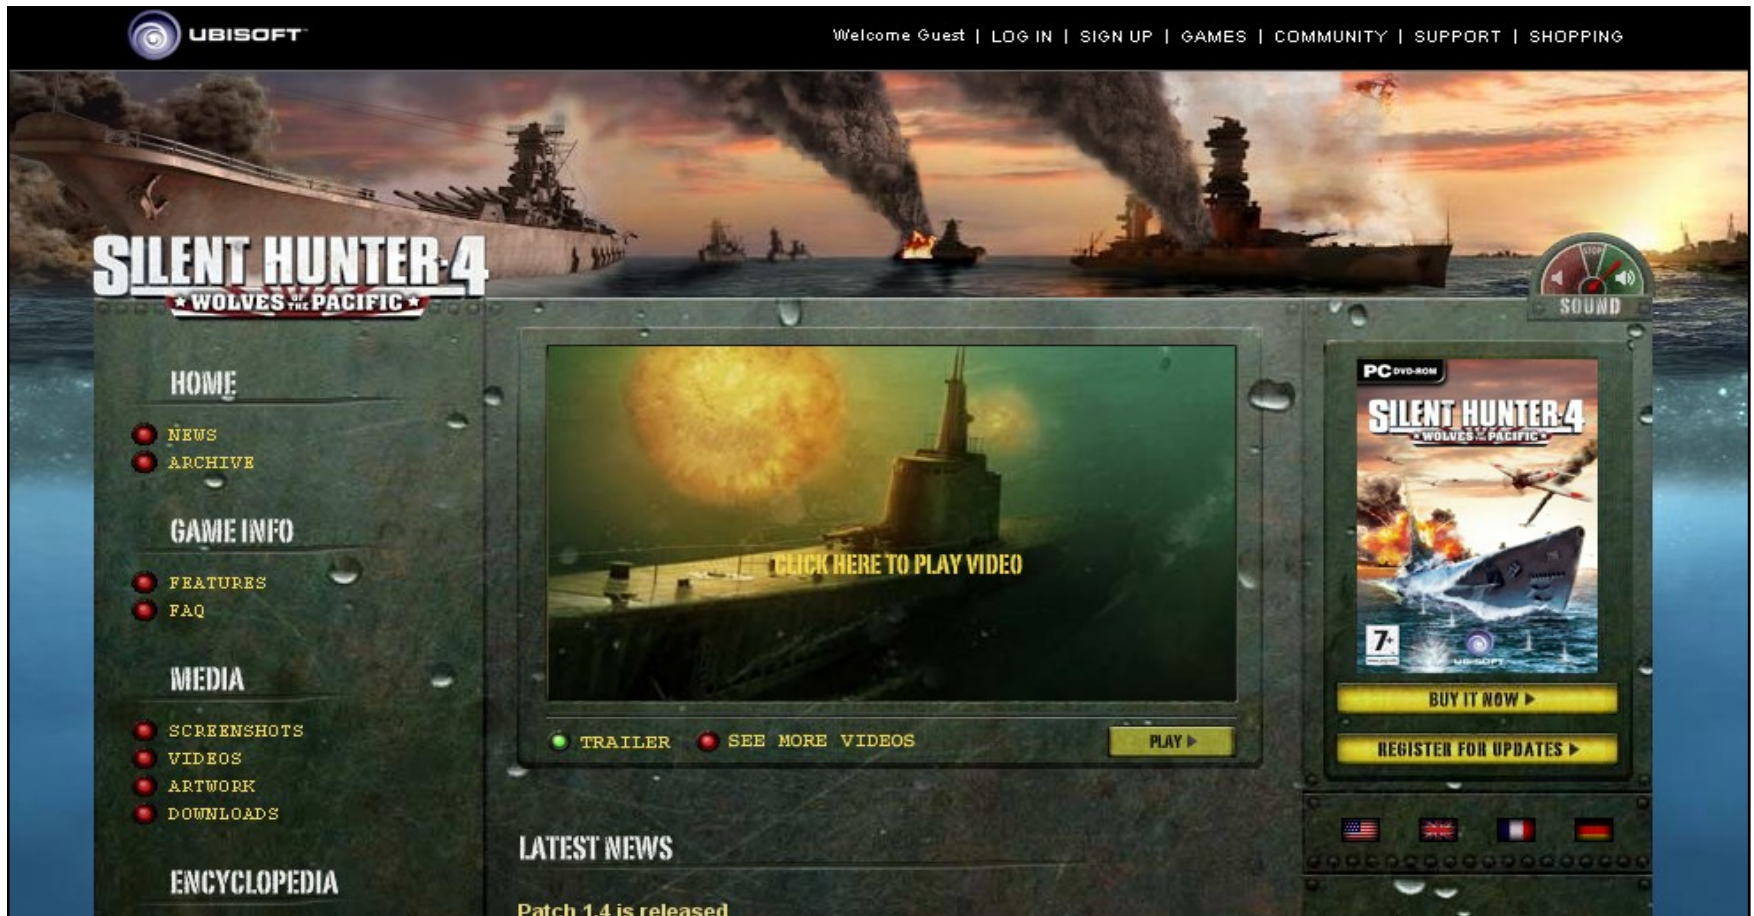 UBISOFT
Welcome Guest | LOG IN | SIGN UP | GAMES | COMMUNITY | SUPPORT | SHOPPING
SILENT HUNTER·4
WOLVES OF THE PACIFIC
STOP
SOUND
HOME
NEWS
ARCHIVE
GAME INFO
FEATURES
FAQ
MEDIA
SCREENSHOTS
VIDEOS
ARTWORK
DOWNLOADS
ENCYCLOPEDIA
CLICK HERE TO PLAY VIDEO
TRAILER
SEE MORE VIDEOS
PLAY
LATEST NEWS
Patch 1.4 is released
PC DVD-ROM
SILENT HUNTER·4
WOLVES OF THE PACIFIC
7+
UBISOFT
BUY IT NOW
REGISTER FOR UPDATES